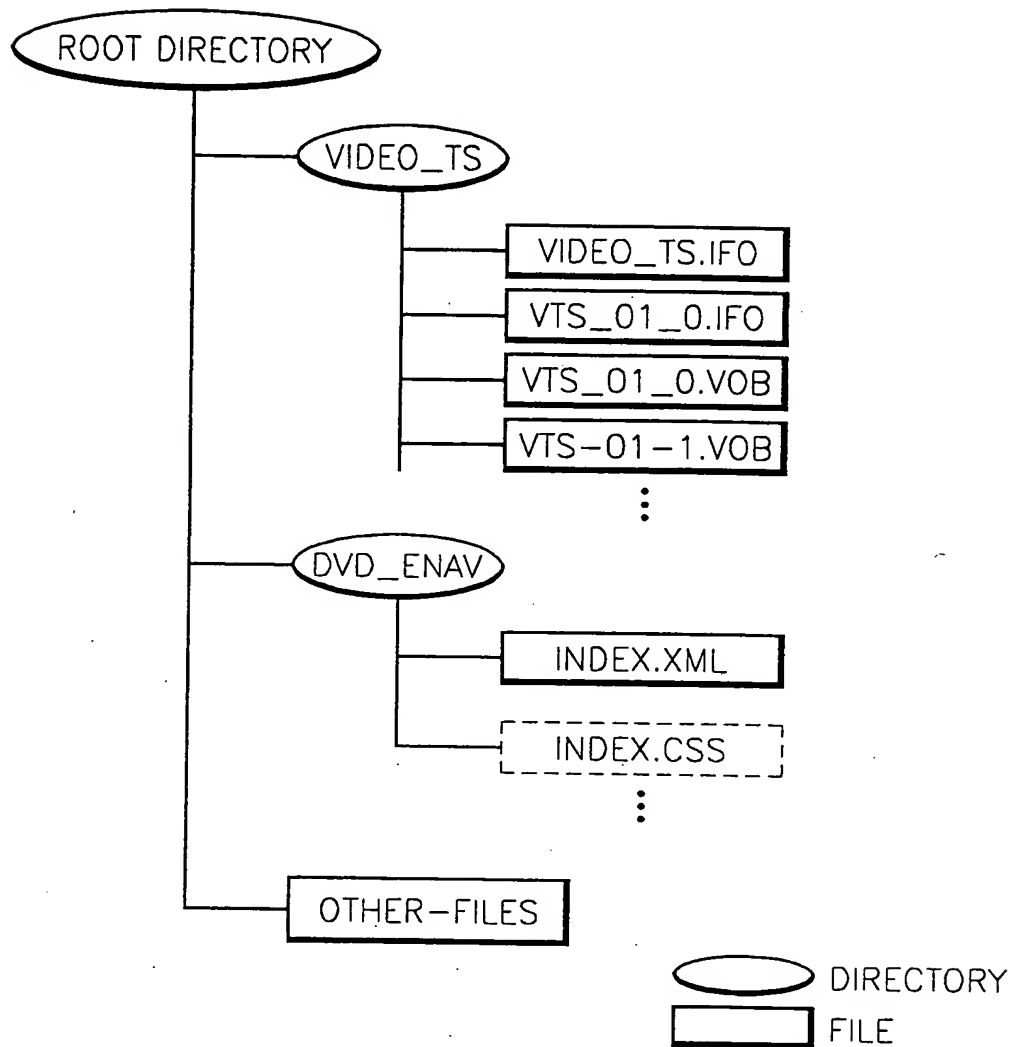 ROOT DIRECTORY
VIDEO_TS
VIDEO_TS.IFO
VTS_01_0.IFO
VTS_01_0.VOB
VTS-01-1.VOB
DVD_ENAV
INDEX.XML
INDEX.CSS
OTHER-FILES
DIRECTORY
FILE